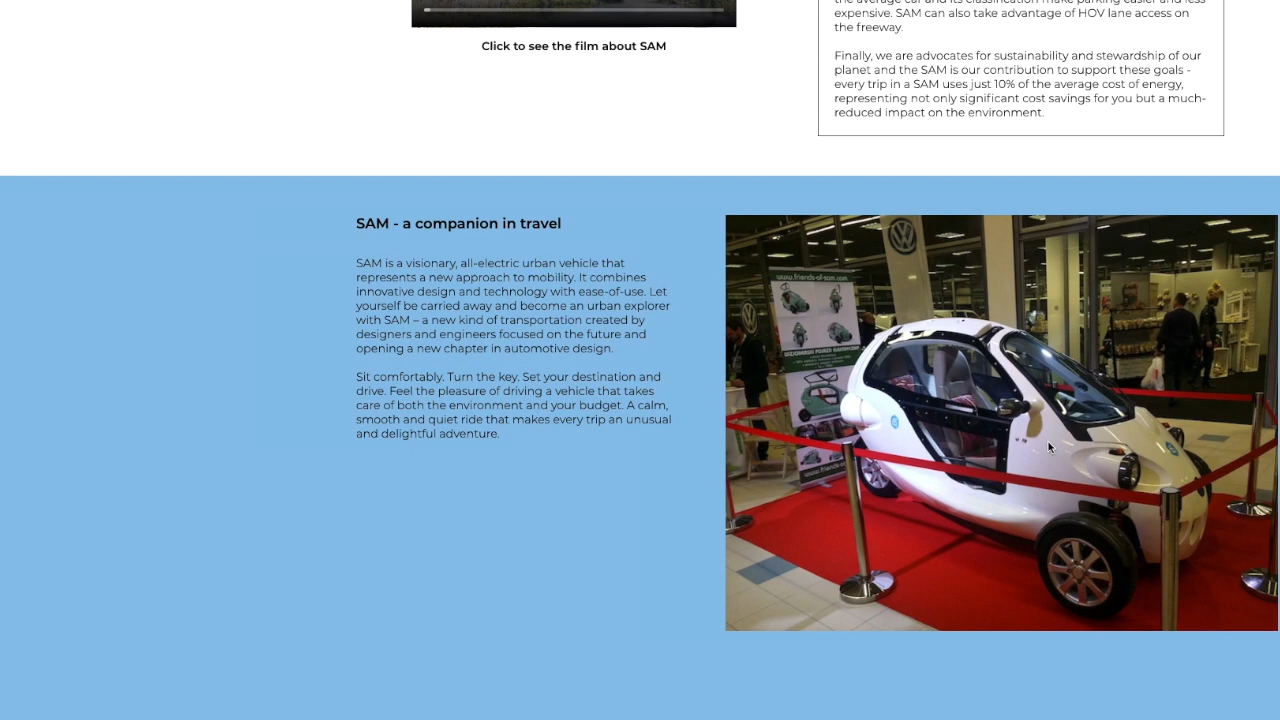 Click to see the film about SAM
expensive. SAM can also take advantage of HOV lane access on
the freeway.
Finally, we are advocates for sustainability and stewardship of our
planet and the SAM is our contribution to support these goals -
every trip in a SAM uses just 10% of the average cost of energy,
representing not only significant cost savings for you but a much-
reduced impact on the environment.
SAM - a companion in travel
SAM is a visionary, all-electric urban vehicle that
represents a new approach to mobility. It combines
innovative design and technology with ease-of-use. Let
yourself be carried away and become an urban explorer
with SAM – a new kind of transportation created by
designers and engineers focused on the future and
opening a new chapter in automotive design.
Sit comfortably. Turn the key. Set your destination and
drive. Feel the pleasure of driving a vehicle that takes
care of both the environment and your budget. A calm,
smooth and quiet ride that makes every trip an unusual
and delightful adventure.
www.friends-of-sam.com